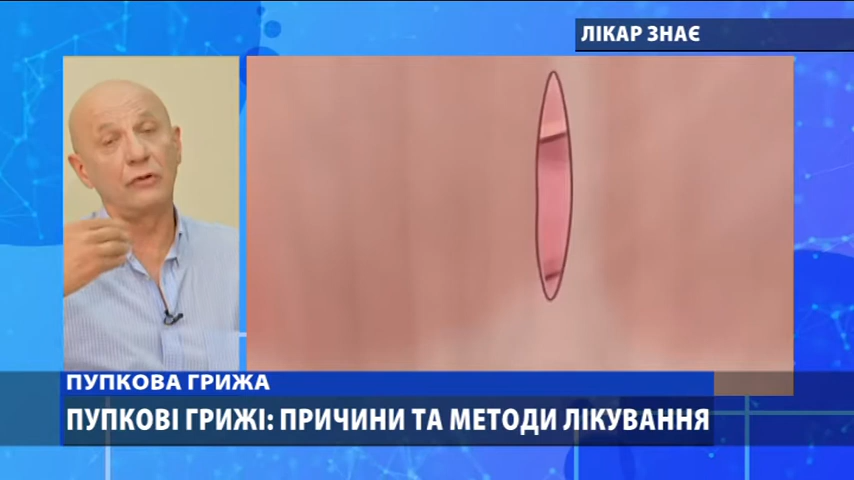 ЛІКАР ЗНАЄ
ПУПКОВА ГРИЖА
ПУПКОВІ ГРИЖІ: ПРИЧИНИ ТА МЕТОДИ ЛІКУВАННЯ